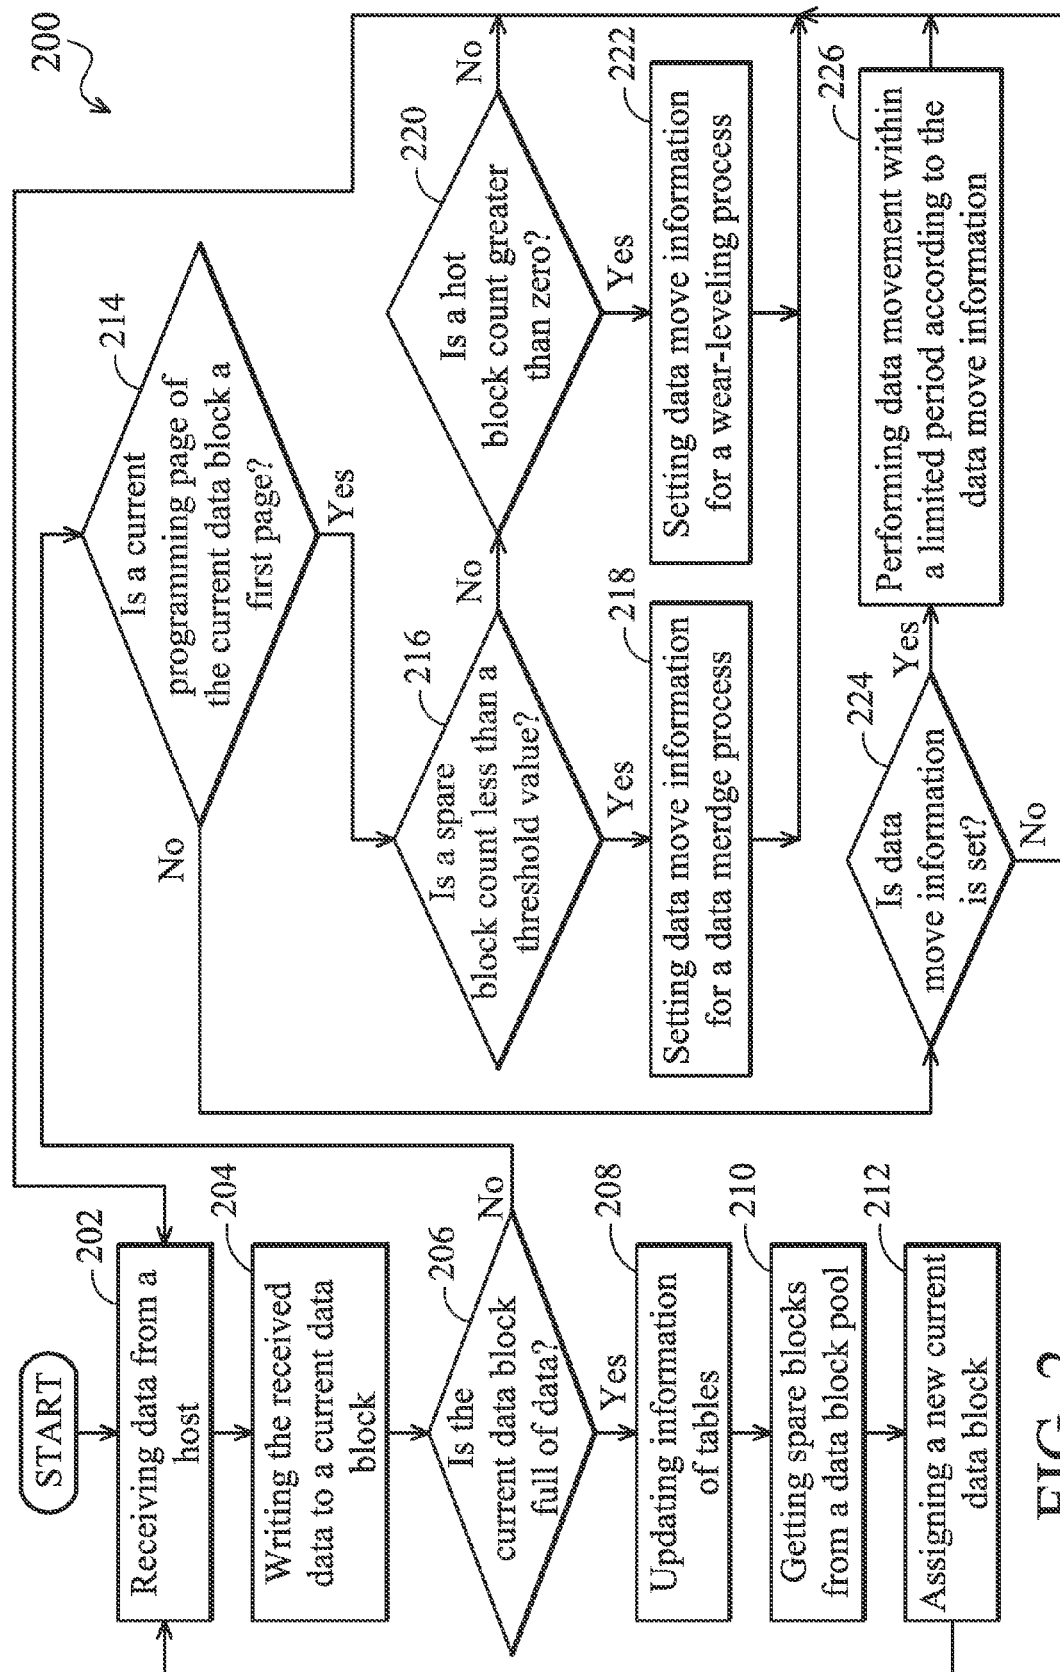 200
START
202
Receiving data from a
host
204
Writing the received
data to a current data
block
206
Is the
current data block
full of data?
No
Yes
208
Updating information
of tables
210
Getting spare blocks
from a data block pool
212
Assigning a new current
data block
214
Is a current
programming page of
the current data block a
first page?
No
Yes
216
Is a spare
block count less than a
threshold value?
No
Yes
218
Setting data move information
for a data merdge process
220
Is a hot
block count greater
than zero?
No
Yes
222
Setting data move information
for a wear-leveling process
224
Is data
move information
is set?
Yes
No
226
Performing data movement within
a limited period according to the
data move information
FIG. 2